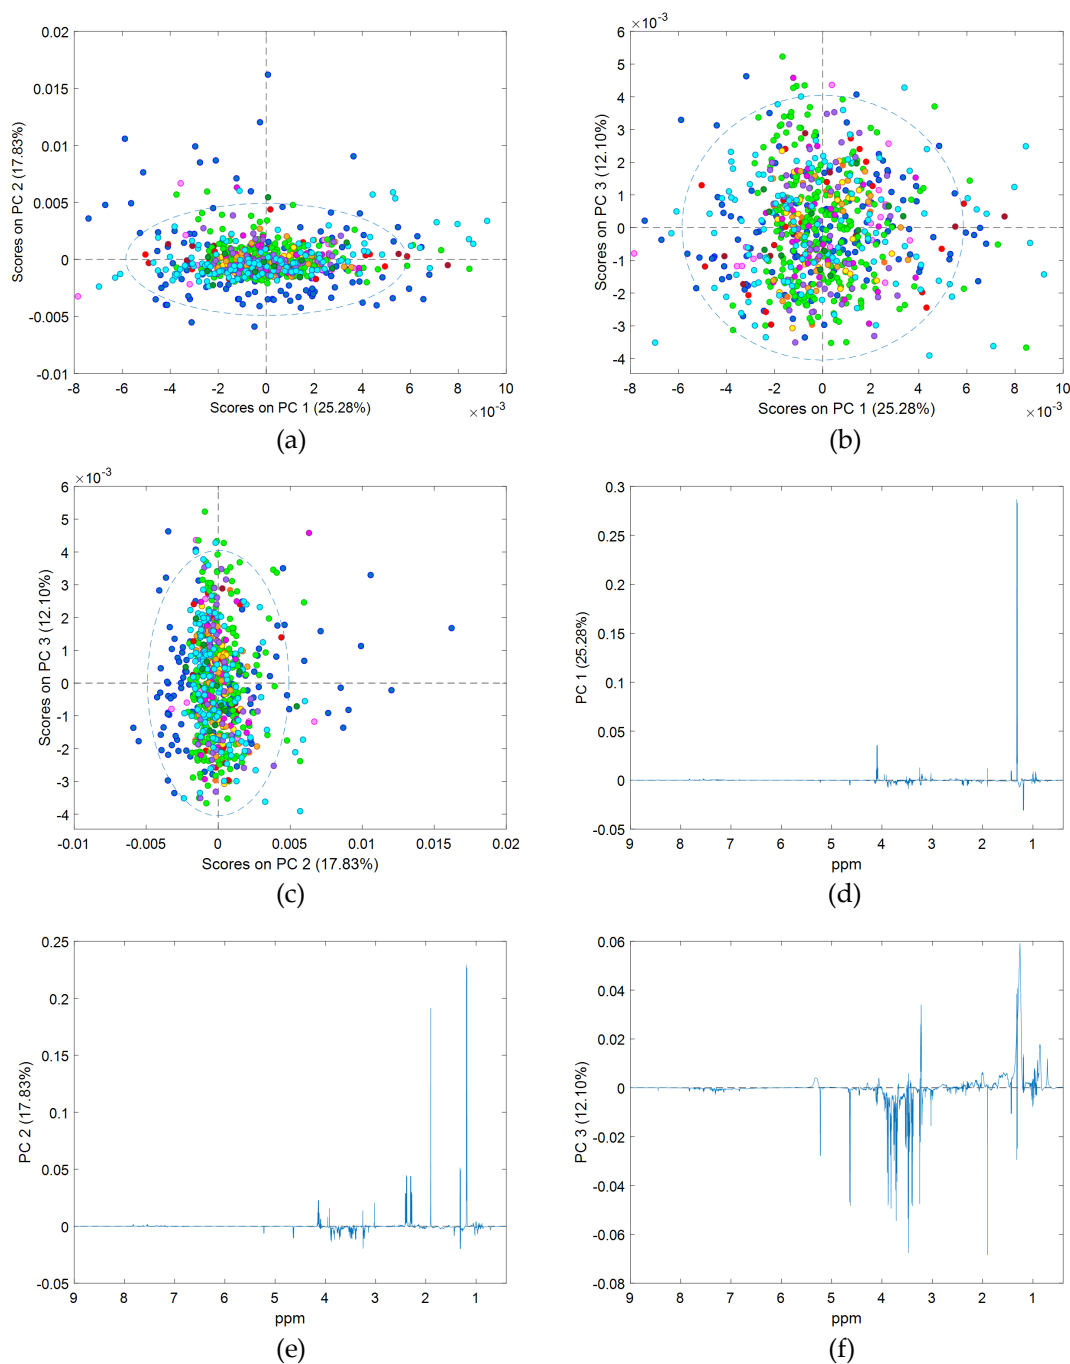 0.02
0.015
0.01
0.005
0
-0.005
-0.01
Scores on PC 2 (17.83%)
-8 -6 -4 -2 0 2 4 6 8 10
Scores on PC 1 (25.28%)
×10⁻³
(a)
×10⁻³
6
5
4
3
2
1
0
-1
-2
-3
-4
Scores on PC 3 (12.10%)
-8 -6 -4 -2 0 2 4 6 8 10
Scores on PC 1 (25.28%)
×10⁻³
(b)
×10⁻³
6
5
4
3
2
1
0
-1
-2
-3
-4
Scores on PC 3 (12.10%)
-0.01 -0.005 0 0.005 0.01 0.015 0.02
Scores on PC 2 (17.83%)
(c)
0.3
0.25
0.2
0.15
0.1
0.05
0
-0.05
PC 1 (25.28%)
9 8 7 6 5 4 3 2 1
ppm
(d)
0.25
0.2
0.15
0.1
0.05
0
-0.05
PC 2 (17.83%)
9 8 7 6 5 4 3 2 1
ppm
(e)
0.06
0.04
0.02
0
-0.02
-0.04
-0.06
-0.08
PC 3 (12.10%)
9 8 7 6 5 4 3 2 1
ppm
(f)